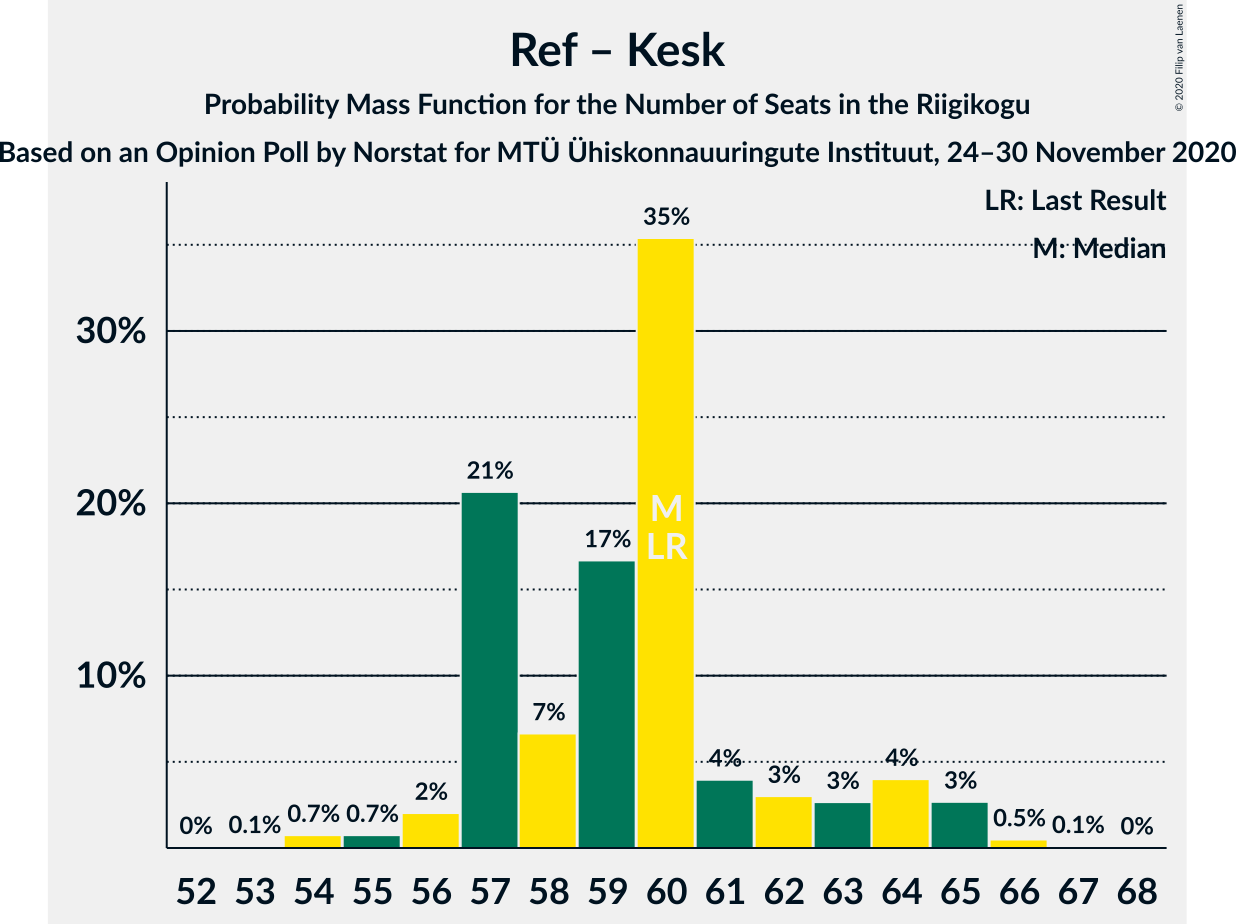 Ref – Kesk
Probability Mass Function for the Number of Seats in the Riigikogu
Based on an Opinion Poll by Norstat for MTÜ Ühiskonnauuringute Instituut, 24–30 November 2020
© 2020 Filip van Laenen
LR: Last Result
M: Median
30%
20%
10%
0% 0.1% 0.7% 0.7% 2% 21% 7% 17% 35% 4% 3% 3% 4% 3% 0.5% 0.1% 0%
M
LR
52 53 54 55 56 57 58 59 60 61 62 63 64 65 66 67 68